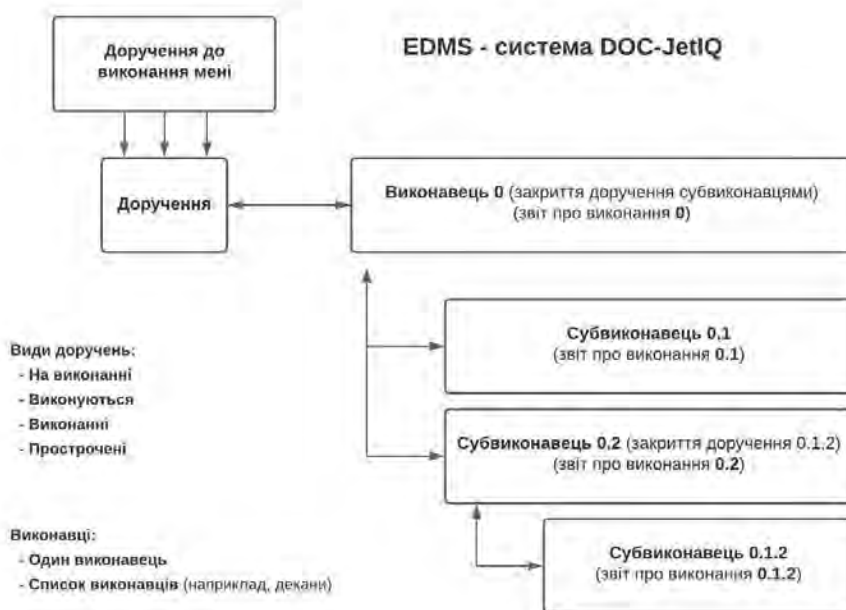 Доручення до
виконання мені
EDMS - система DOC-JetIQ
Доручення
Виконавець 0 (закриття доручення субвиконавцями)
(звіт про виконання 0)
Субвиконавець 0,1
(звіт про виконання 0.1)
Види доручень:
- На виконанні
- Виконуються
- Виконанні
- Прострочені
Субвиконавець 0,2 (закриття доручення 0.1.2)
(звіт про виконання 0.2)
Виконавці:
- Один виконавець
- Список виконавців (наприклад, декани)
Субвиконавець 0.1.2
(звіт про виконання 0.1.2)